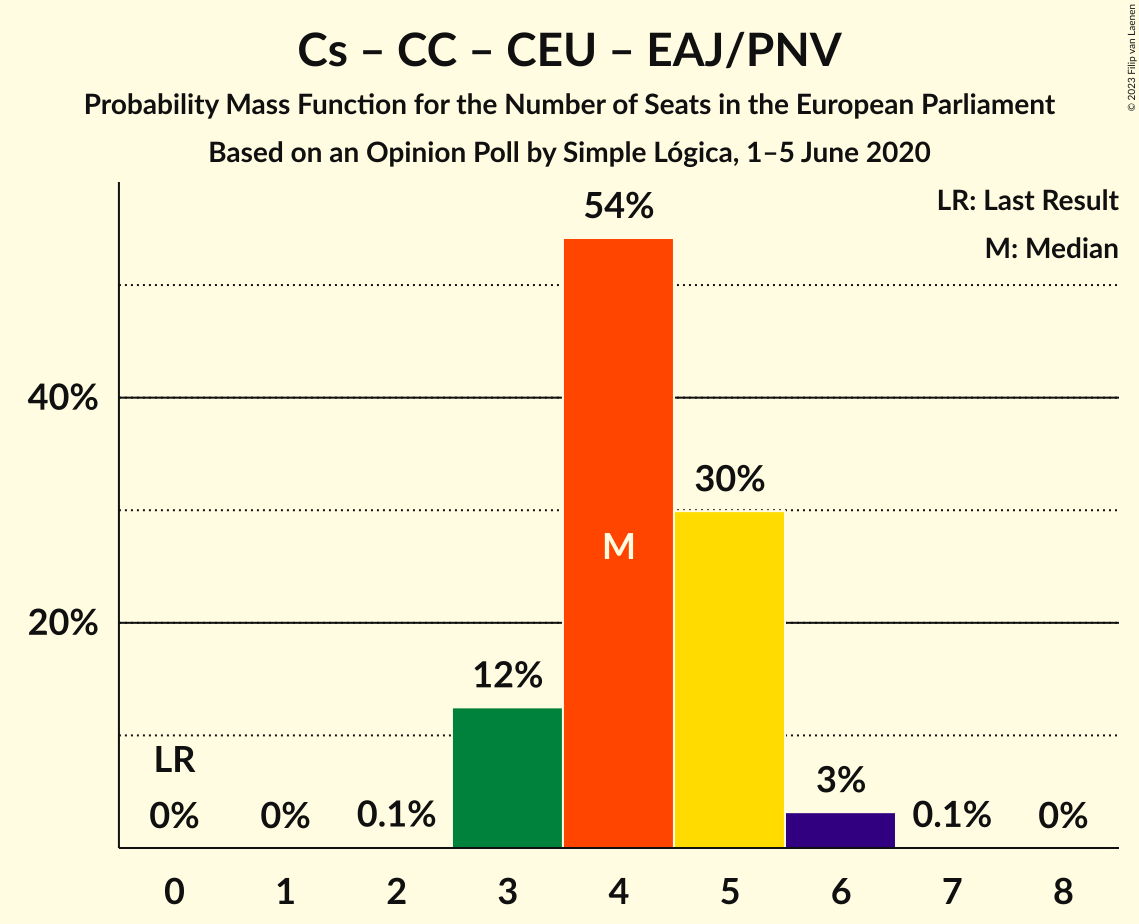 Cs – CC – CEU – EAJ/PNV
Probability Mass Function for the Number of Seats in the European Parliament
Based on an Opinion Poll by Simple Lógica, 1–5 June 2020
© 2023 Filip van Laenen
LR: Last Result
M: Median
54%
40%
30%
M
20%
12%
LR
3%
0% 0% 0.1% 0.1% 0%
0 1 2 3 4 5 6 7 8